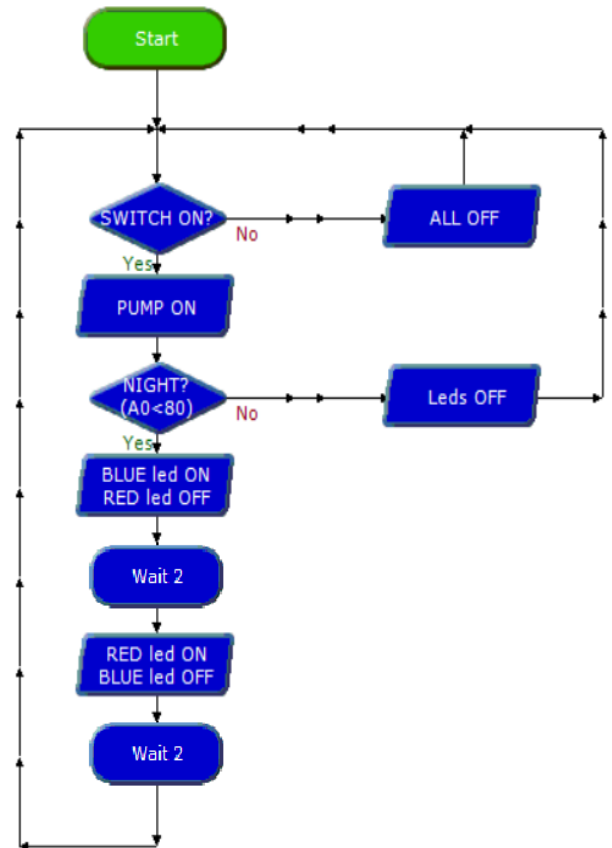 Start
SWITCH ON?
No
ALL OFF
Yes
PUMP ON
NIGHT?
(A0<80)
No
Leds OFF
Yes
BLUE led ON
RED led OFF
Wait 2
RED led ON
BLUE led OFF
Wait 2